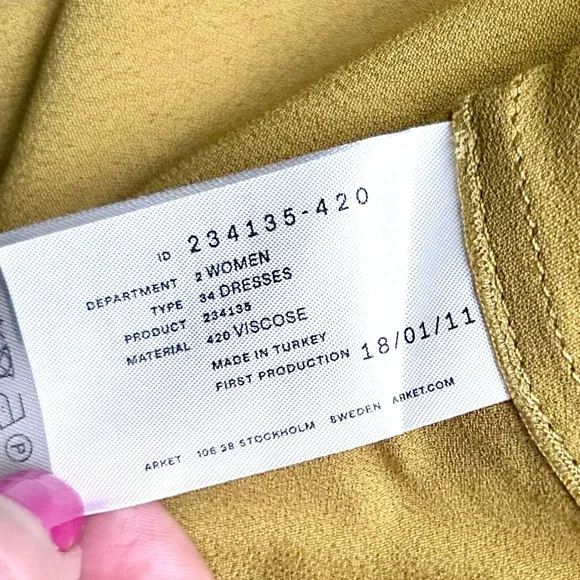 ID 234135-420
DEPARTMENT 2 WOMEN
TYPE 34 DRESSES
PRODUCT 234135
MATERIAL 420 VISCOSE
MADE IN TURKEY
FIRST PRODUCTION 18/01/11
ARKET 106 38 STOCKHOLM SWEDEN ARKET.COM
P